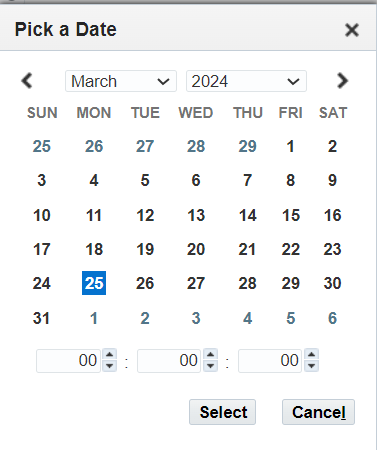 Pick a Date
March 2024
SUN MON TUE WED THU FRI SAT
25 26 27 28 29 1 2
3 4 5 6 7 8 9
10 11 12 13 14 15 16
17 18 19 20 21 22 23
24 25 26 27 28 29 30
31 1 2 3 4 5 6
00 : 00 : 00
Select Cancel